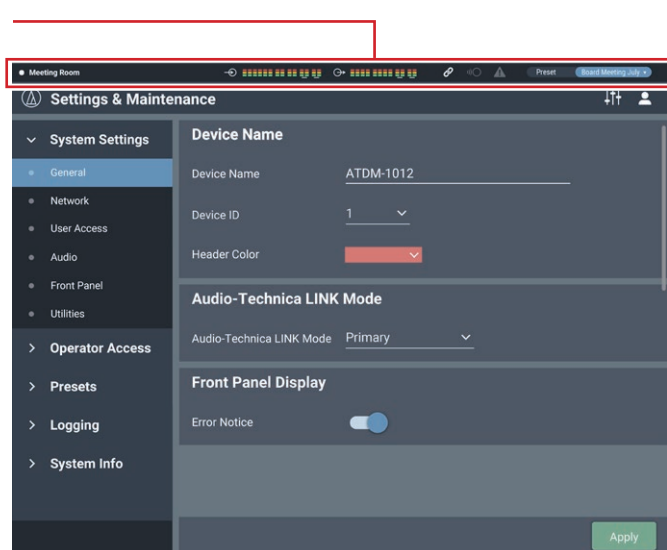 Meeting Room Preset Board Meeting July
Settings & Maintenance
System Settings
General
Network
User Access
Audio
Front Panel
Utilities
Operator Access
Presets
Logging
System Info
Device Name
Device Name ATDM-1012
Device ID 1
Header Color
Audio-Technica LINK Mode
Audio-Technica LINK Mode Primary
Front Panel Display
Error Notice
Apply